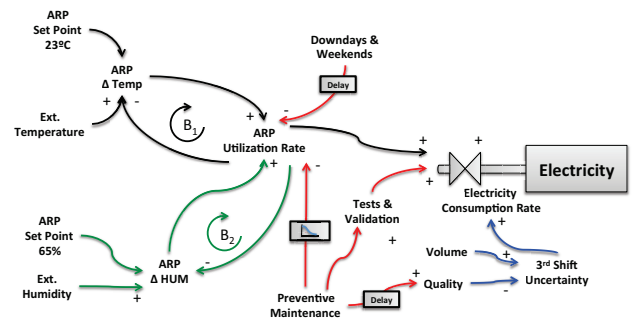 ARP
Set Point
23ºC
Downdays &
Weekends
Delay
ARP
Δ Temp
+
-
+
-
Ext.
Temperature
B1
ARP
Utilization Rate
+
-
+
+
+
Electricity
Electricity
Consumption Rate
+
Tests &
Validation
+
ARP
Set Point
65%
B2
Ext.
Humidity
+
ARP
Δ HUM
-
Volume
+
3rd Shift
Uncertainty
+
Quality
-
Preventive
Maintenance
Delay